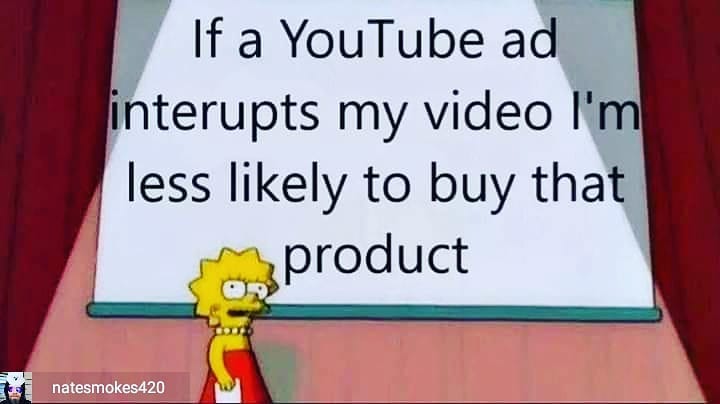 If a YouTube ad
interupts my video I'm
less likely to buy that
product
natesmokes420